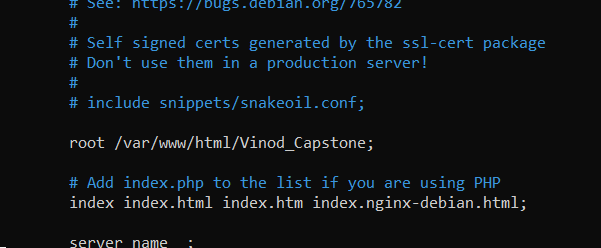 # See: https://bugs.debian.org/765782
#
# Self signed certs generated by the ssl-cert package
# Don't use them in a production server!
#
# include snippets/snakeoil.conf;
root /var/www/html/Vinod_Capstone;
# Add index.php to the list if you are using PHP
index index.html index.htm index.nginx-debian.html;
server_name _;